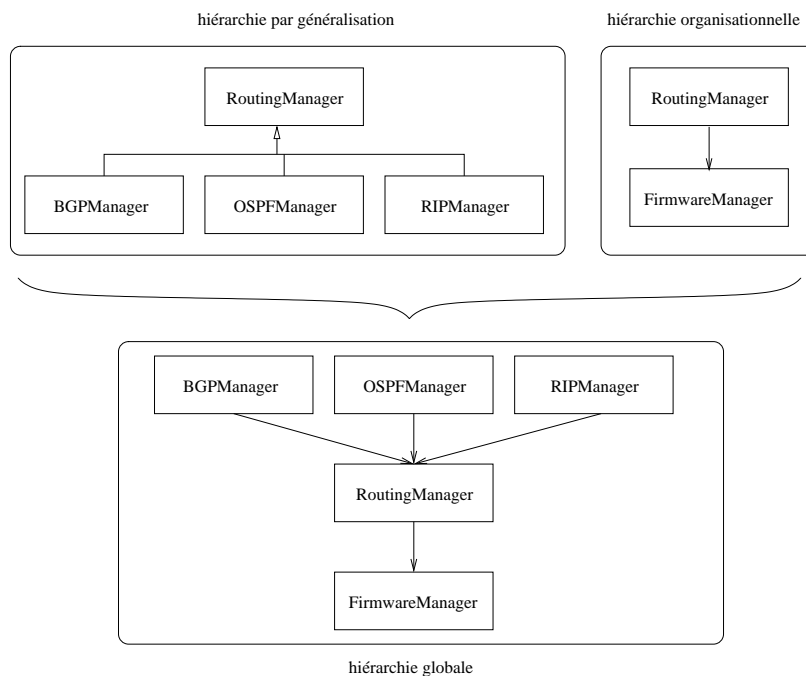 hiérarchie par généralisation
hiérarchie organisationnelle
RoutingManager
RoutingManager
BGPManager
OSPFManager
RIPManager
FirmwareManager
BGPManager
OSPFManager
RIPManager
RoutingManager
FirmwareManager
hiérarchie globale